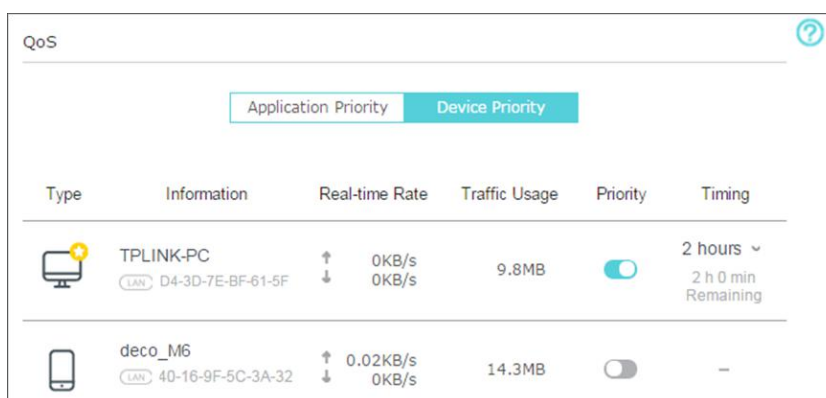 QoS
?
Application Priority Device Priority
Type Information Real-time Rate Traffic Usage Priority Timing
TPLINK-PC
LAN D4-3D-7E-BF-61-5F
↑ 0KB/s
↓ 0KB/s
9.8MB
2 hours
2 h 0 min
Remaining
deco_M6
LAN 40-16-9F-5C-3A-32
↑ 0.02KB/s
↓ 0KB/s
14.3MB
–